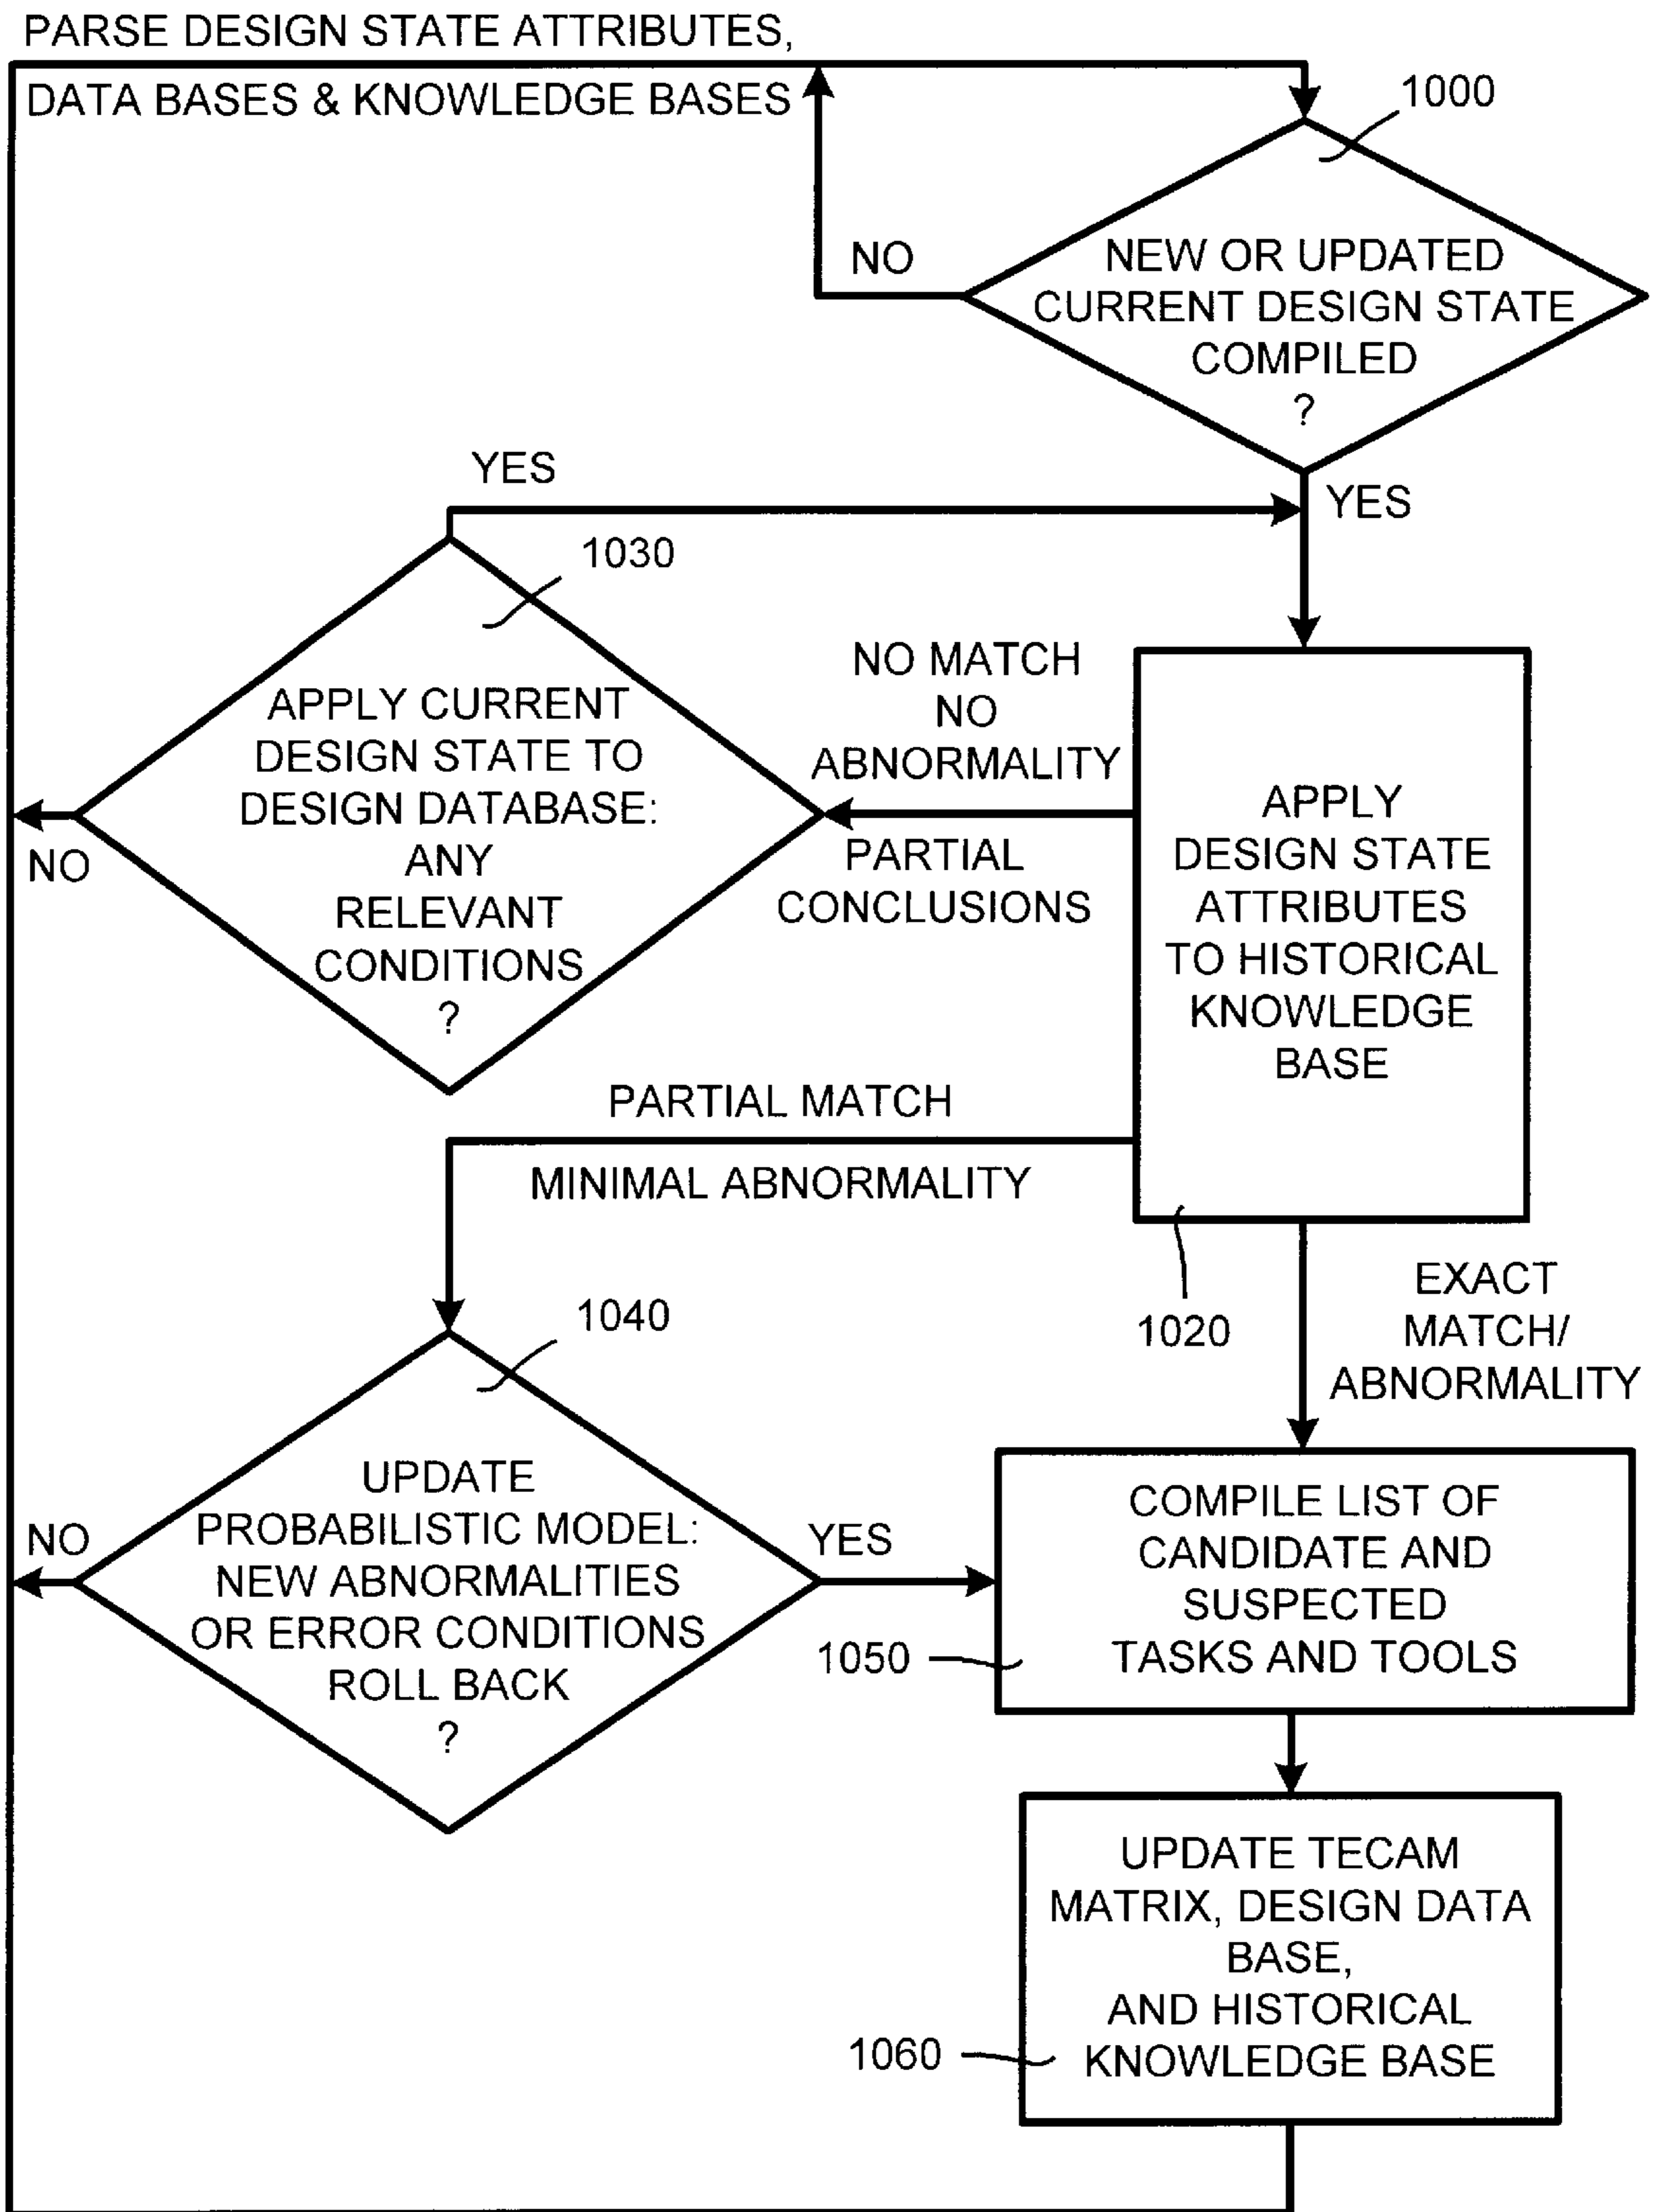 PARSE DESIGN STATE ATTRIBUTES,
DATA BASES & KNOWLEDGE BASES
1000
NO
NEW OR UPDATED
CURRENT DESIGN STATE
COMPILED
?
YES
YES
1030
NO MATCH
NO
ABNORMALITY
PARTIAL
CONCLUSIONS
APPLY CURRENT
DESIGN STATE TO
DESIGN DATABASE:
ANY
RELEVANT
CONDITIONS
?
NO
APPLY
DESIGN STATE
ATTRIBUTES
TO HISTORICAL
KNOWLEDGE
BASE
PARTIAL MATCH
MINIMAL ABNORMALITY
1020
EXACT
MATCH/
ABNORMALITY
1040
UPDATE
PROBABILISTIC MODEL:
NEW ABNORMALITIES
OR ERROR CONDITIONS
ROLL BACK
?
NO
YES
COMPILE LIST OF
CANDIDATE AND
SUSPECTED
TASKS AND TOOLS
1050
UPDATE TECAM
MATRIX, DESIGN DATA
BASE,
AND HISTORICAL
KNOWLEDGE BASE
1060